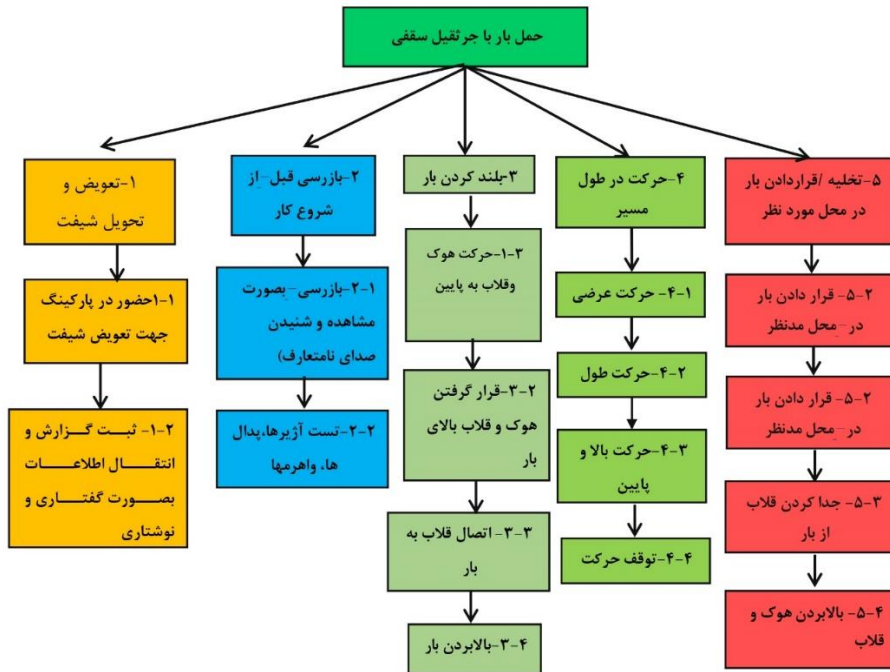 حمل بار با جرثقیل سقفی
۱-تعویض و
تحویل شیفت
۱-۱حضور در پارکینگ
جهت تعویض شیفت
۱-۲- ثبت گزارش و
انتقال اطلاعات
بصورت گفتاری و
نوشتاری
۲-بازرسی قبل-از
شروع کار
۲-۱-بازرسی-بصورت
مشاهده و شنیدن
صدای نامتعارف)
۲-۲-تست آژیرها،پدال
ها، واهرمها
۳-بلند کردن بار
۱-۳-حرکت هوک
وقلاب به پایین
۳-۲-قرار گرفتن
هوک و قلاب بالای
بار
۳-۳- اتصال قلاب به
بار
۳-۴-بالابردن بار
۴-حرکت در طول
مسیر
۴-۱- حرکت عرضی
۴-۲-حرکت طول
۴-۳-حرکت بالا و
پایین
۴-۴-توقف حرکت
۵-تخلیه /قراردادن بار
در محل مورد نظر
۵-۲- قرار دادن بار
در -محل مدنظر
۵-۲- قرار دادن بار
در -محل مدنظر
۵-۳- جدا کردن قلاب
از بار
۵-۴-بالابردن هوک و
قلاب